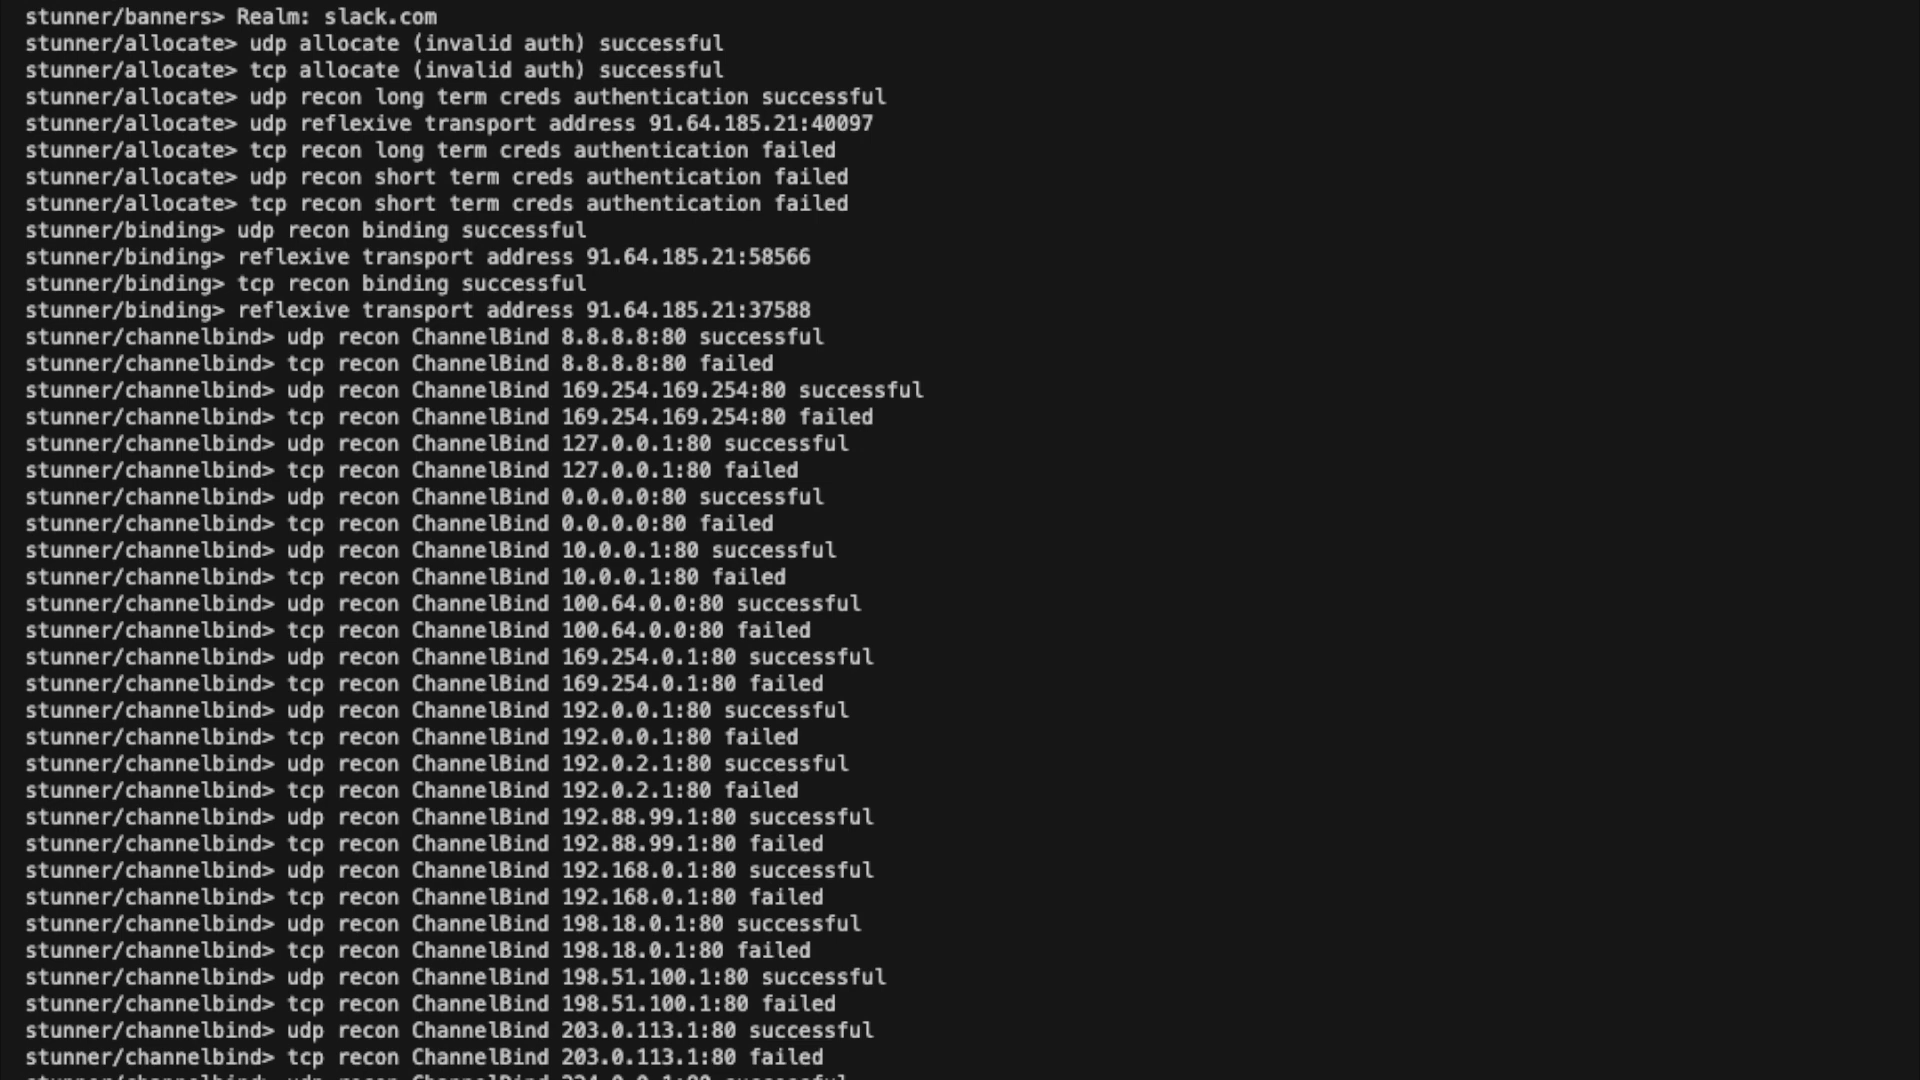 stunner/banners> Realm: slack.com
stunner/allocate> udp allocate (invalid auth) successful
stunner/allocate> tcp allocate (invalid auth) successful
stunner/allocate> udp recon long term creds authentication successful
stunner/allocate> udp reflexive transport address 91.64.185.21:40097
stunner/allocate> tcp recon long term creds authentication failed
stunner/allocate> udp recon short term creds authentication failed
stunner/allocate> tcp recon short term creds authentication failed
stunner/binding> udp recon binding successful
stunner/binding> reflexive transport address 91.64.185.21:58566
stunner/binding> tcp recon binding successful
stunner/binding> reflexive transport address 91.64.185.21:37588
stunner/channelbind> udp recon ChannelBind 8.8.8.8:80 successful
stunner/channelbind> tcp recon ChannelBind 8.8.8.8:80 failed
stunner/channelbind> udp recon ChannelBind 169.254.169.254:80 successful
stunner/channelbind> tcp recon ChannelBind 169.254.169.254:80 failed
stunner/channelbind> udp recon ChannelBind 127.0.0.1:80 successful
stunner/channelbind> tcp recon ChannelBind 127.0.0.1:80 failed
stunner/channelbind> udp recon ChannelBind 0.0.0.0:80 successful
stunner/channelbind> tcp recon ChannelBind 0.0.0.0:80 failed
stunner/channelbind> udp recon ChannelBind 10.0.0.1:80 successful
stunner/channelbind> tcp recon ChannelBind 10.0.0.1:80 failed
stunner/channelbind> udp recon ChannelBind 100.64.0.0:80 successful
stunner/channelbind> tcp recon ChannelBind 100.64.0.0:80 failed
stunner/channelbind> udp recon ChannelBind 169.254.0.1:80 successful
stunner/channelbind> tcp recon ChannelBind 169.254.0.1:80 failed
stunner/channelbind> udp recon ChannelBind 192.0.0.1:80 successful
stunner/channelbind> tcp recon ChannelBind 192.0.0.1:80 failed
stunner/channelbind> udp recon ChannelBind 192.0.2.1:80 successful
stunner/channelbind> tcp recon ChannelBind 192.0.2.1:80 failed
stunner/channelbind> udp recon ChannelBind 192.88.99.1:80 successful
stunner/channelbind> tcp recon ChannelBind 192.88.99.1:80 failed
stunner/channelbind> udp recon ChannelBind 192.168.0.1:80 successful
stunner/channelbind> tcp recon ChannelBind 192.168.0.1:80 failed
stunner/channelbind> udp recon ChannelBind 198.18.0.1:80 successful
stunner/channelbind> tcp recon ChannelBind 198.18.0.1:80 failed
stunner/channelbind> udp recon ChannelBind 198.51.100.1:80 successful
stunner/channelbind> tcp recon ChannelBind 198.51.100.1:80 failed
stunner/channelbind> udp recon ChannelBind 203.0.113.1:80 successful
stunner/channelbind> tcp recon ChannelBind 203.0.113.1:80 failed